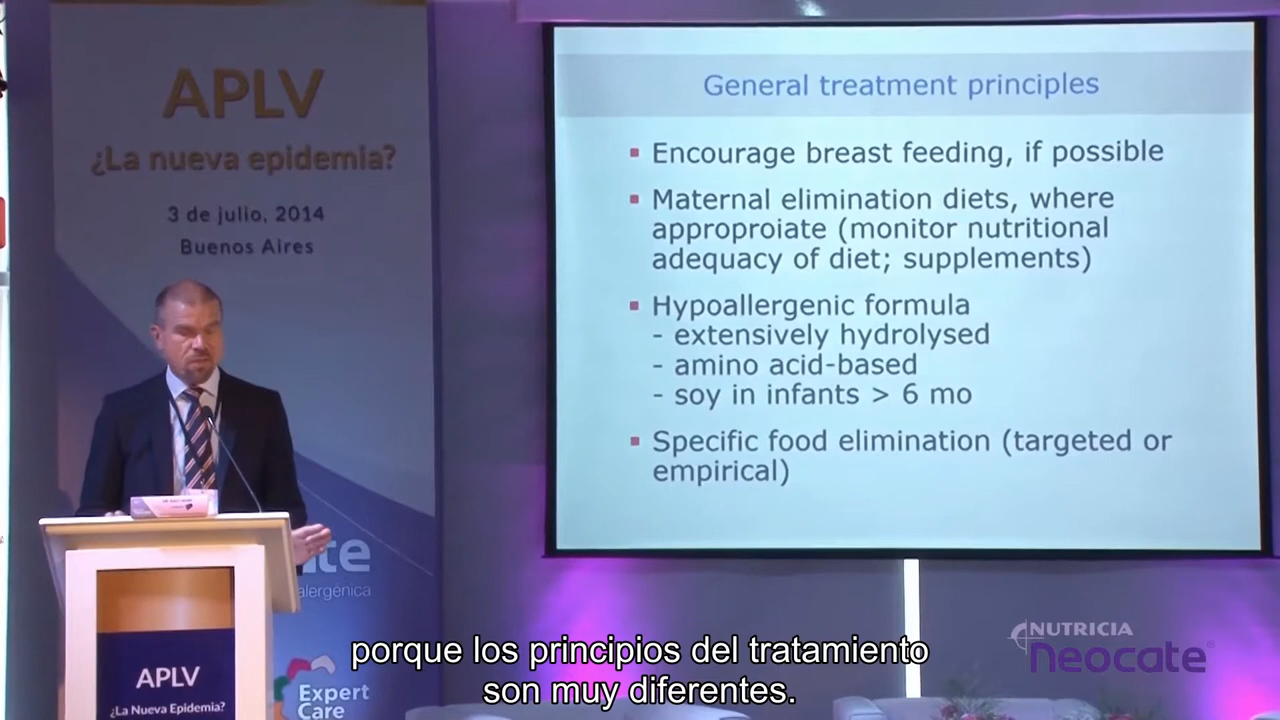 APLV
¿La nueva epidemia?
3 de julio, 2014
Buenos Aires
General treatment principles
Encourage breast feeding, if possible
Maternal elimination diets, where
approproiate (monitor nutritional
adequacy of diet; supplements)
Hypoallergenic formula
- extensively hydrolysed
- amino acid-based
- soy in infants > 6 mo
Specific food elimination (targeted or
empirical)
alergénica
APLV
¿La Nueva Epidemia?
Expert
Care
NUTRICIA
neocate
porque los principios del tratamiento
son muy diferentes.